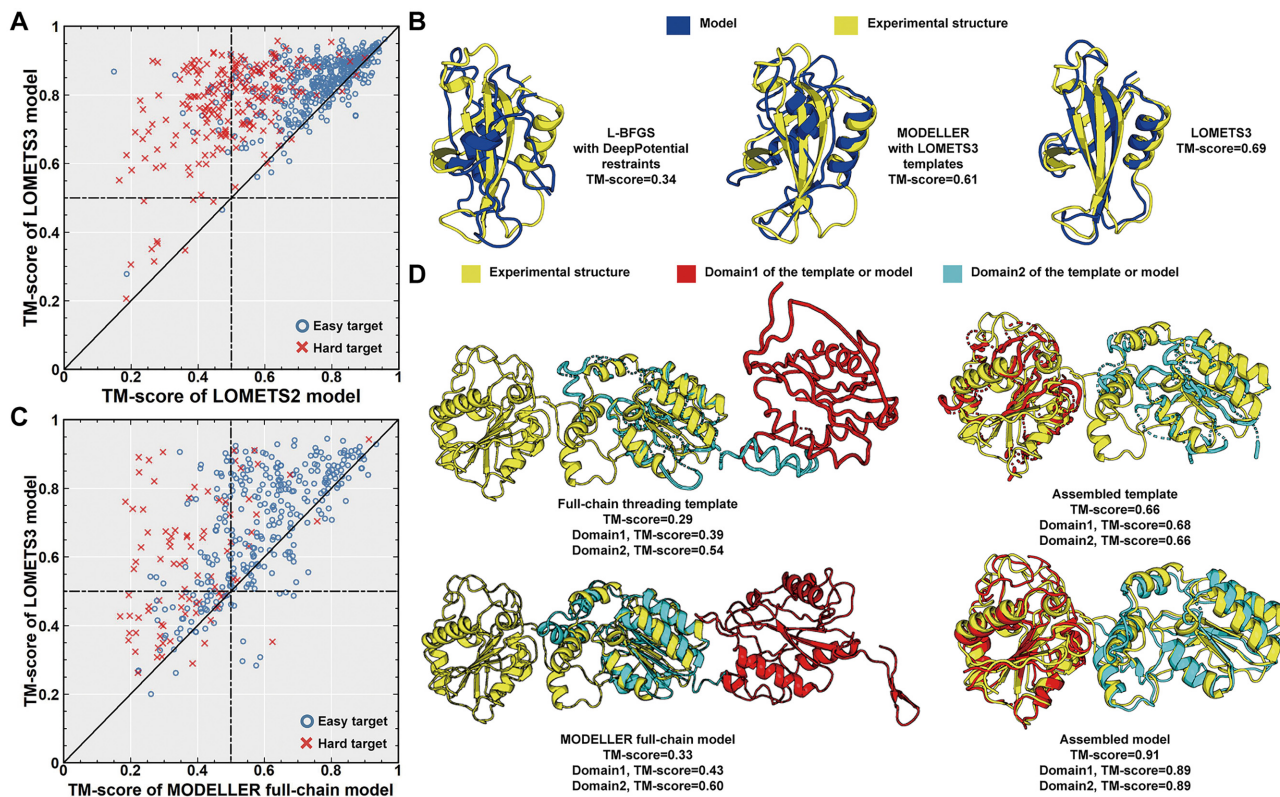 A
1
0.8
0.6
0.4
0.2
0
0
0.2
0.4
0.6
0.8
1
TM-score of LOMETS3 model
TM-score of LOMETS2 model
Easy target
Hard target
B
Model
Experimental structure
L-BFGS
with DeepPotential
restraints
TM-score=0.34
MODELLER
with LOMETS3
templates
TM-score=0.61
LOMETS3
TM-score=0.69
C
1
0.8
0.6
0.4
0.2
0
0
0.2
0.4
0.6
0.8
1
TM-score of LOMETS3 model
TM-score of MODELLER full-chain model
Easy target
Hard target
D
Experimental structure
Domain1 of the template or model
Domain2 of the template or model
Full-chain threading template
TM-score=0.29
Domain1, TM-score=0.39
Domain2, TM-score=0.54
Assembled template
TM-score=0.66
Domain1, TM-score=0.68
Domain2, TM-score=0.66
MODELLER full-chain model
TM-score=0.33
Domain1, TM-score=0.43
Domain2, TM-score=0.60
Assembled model
TM-score=0.91
Domain1, TM-score=0.89
Domain2, TM-score=0.89